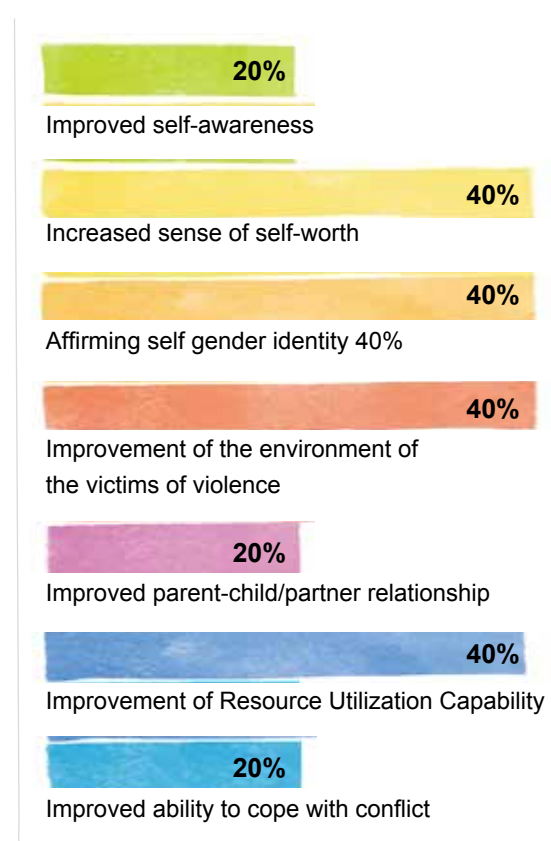 20%
Improved self-awareness
40%
Increased sense of self-worth
40%
Affirming self gender identity 40%
40%
Improvement of the environment of
the victims of violence
20%
Improved parent-child/partner relationship
40%
Improvement of Resource Utilization Capability
20%
Improved ability to cope with conflict